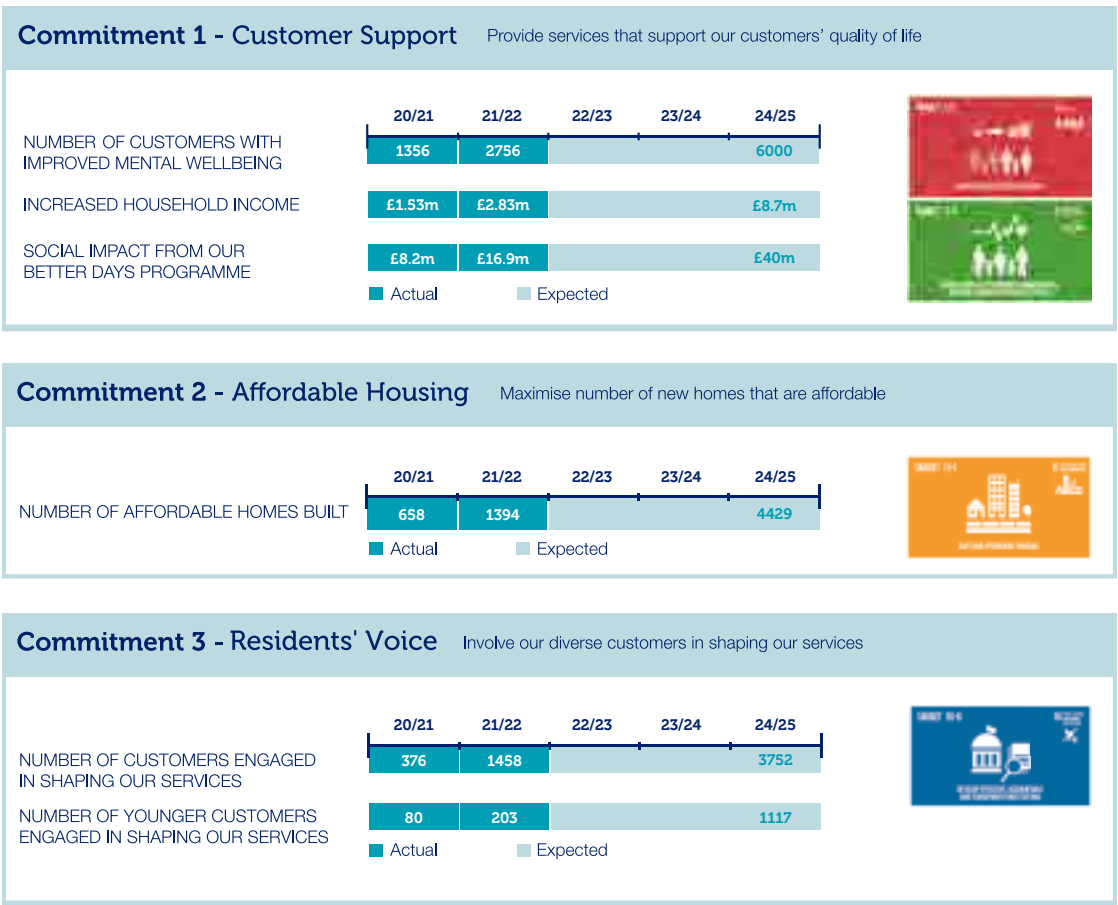 Commitment 1 - Customer Support Provide services that support our customers' quality of life
20/21 21/22 22/23 23/24 24/25
NUMBER OF CUSTOMERS WITH
IMPROVED MENTAL WELLBEING
1356 2756 6000
INCREASED HOUSEHOLD INCOME £1.53m £2.83m £8.7m
SOCIAL IMPACT FROM OUR
BETTER DAYS PROGRAMME
£8.2m £16.9m £40m
Actual Expected
Commitment 2 - Affordable Housing Maximise number of new homes that are affordable
20/21 21/22 22/23 23/24 24/25
NUMBER OF AFFORDABLE HOMES BUILT 658 1394 4429
Actual Expected
Commitment 3 - Residents' Voice Involve our diverse customers in shaping our services
20/21 21/22 22/23 23/24 24/25
NUMBER OF CUSTOMERS ENGAGED
IN SHAPING OUR SERVICES
376 1458 3752
NUMBER OF YOUNGER CUSTOMERS
ENGAGED IN SHAPING OUR SERVICES
80 203 1117
Actual Expected